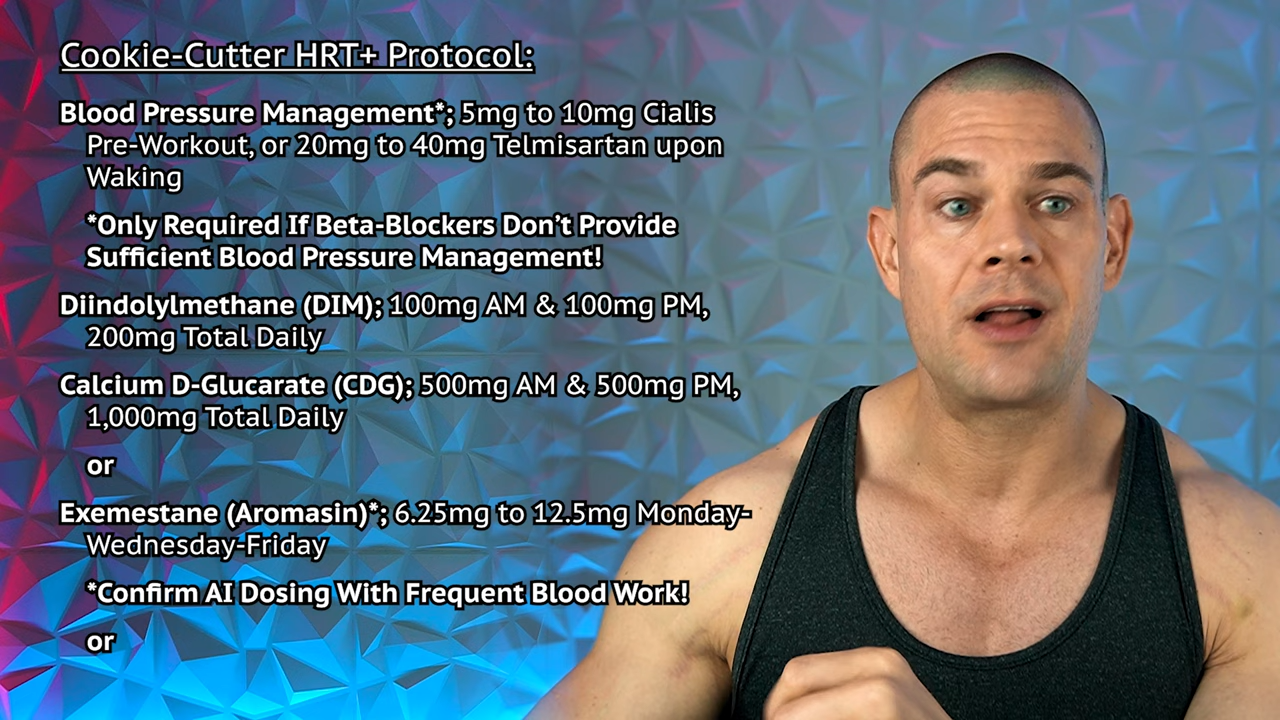 Cookie-Cutter HRT+ Protocol:
Blood Pressure Management*; 5mg to 10mg Cialis
Pre-Workout, or 20mg to 40mg Telmisartan upon
Waking
*Only Required If Beta-Blockers Don’t Provide
Sufficient Blood Pressure Management!
Diindolylmethane (DIM); 100mg AM & 100mg PM,
200mg Total Daily
Calcium D-Glucarate (CDG); 500mg AM & 500mg PM,
1,000mg Total Daily
or
Exemestane (Aromasin)*; 6.25mg to 12.5mg Monday-
Wednesday-Friday
*Confirm AI Dosing With Frequent Blood Work!
or